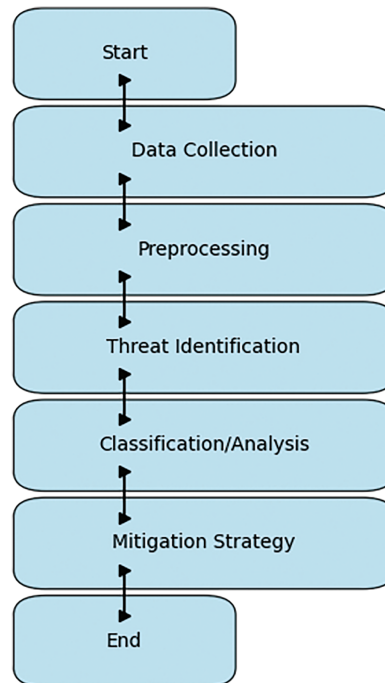 Start
Data Collection
Preprocessing
Threat Identification
Classification/Analysis
Mitigation Strategy
End